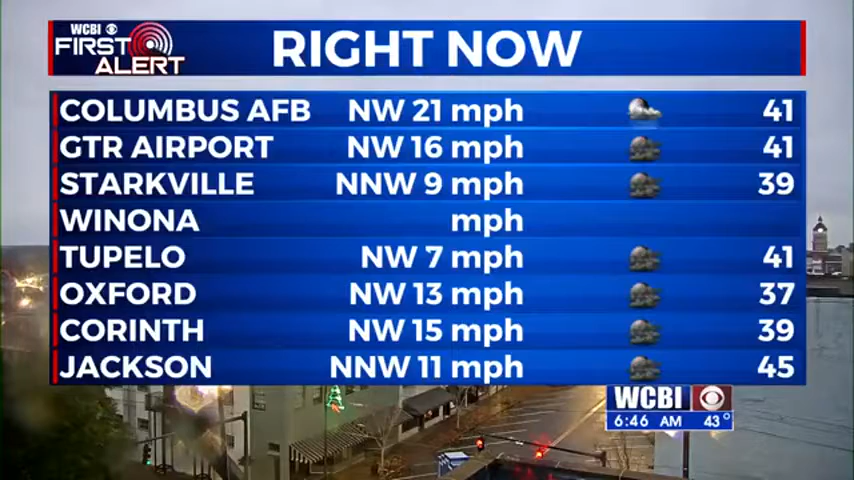 WCBI
FIRST ALERT
RIGHT NOW
COLUMBUS AFB NW 21 mph 41
GTR AIRPORT NW 16 mph 41
STARKVILLE NNW 9 mph 39
WINONA mph
TUPELO NW 7 mph 41
OXFORD NW 13 mph 37
CORINTH NW 15 mph 39
JACKSON NNW 11 mph 45
WCBI
6:46 AM 43°